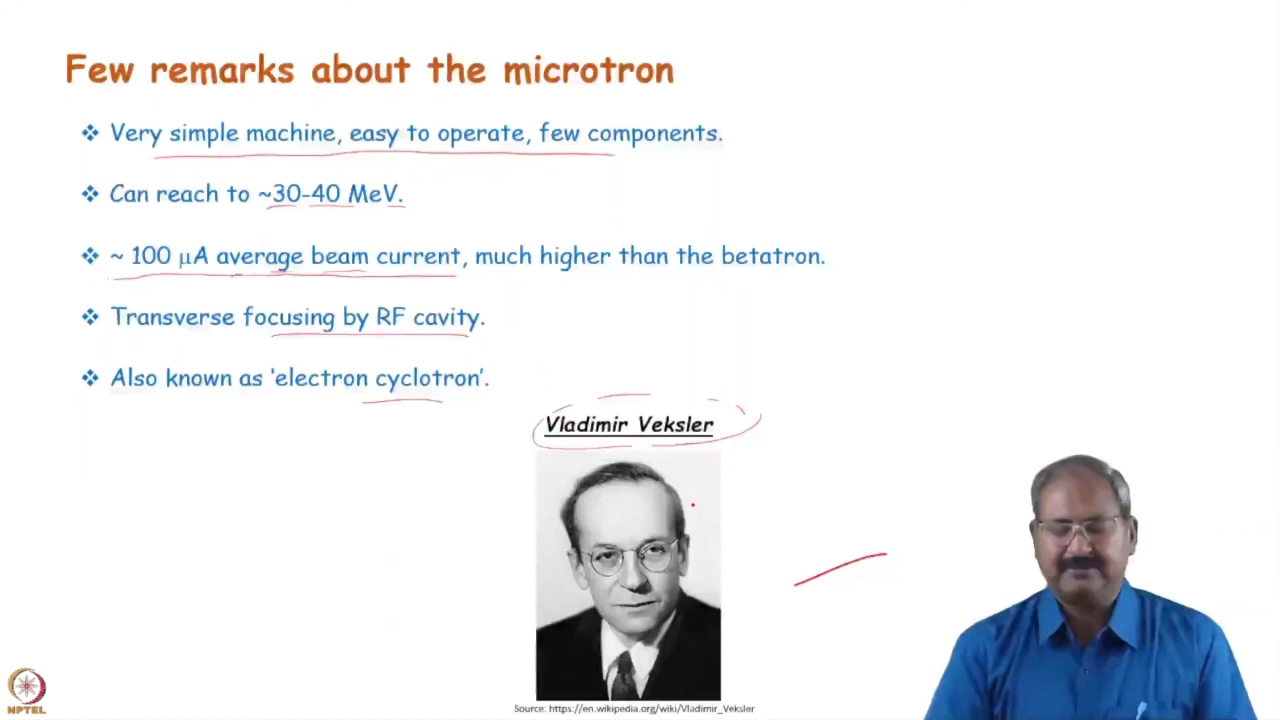 Few remarks about the microtron
❖ Very simple machine, easy to operate, few components.
❖ Can reach to ~30-40 MeV.
❖ ~ 100 μA average beam current, much higher than the betatron.
❖ Transverse focusing by RF cavity.
❖ Also known as ‘electron cyclotron’.
Vladimir Veksler
Source: https://en.wikipedia.org/wiki/Vladimir_Veksler
NPTEL